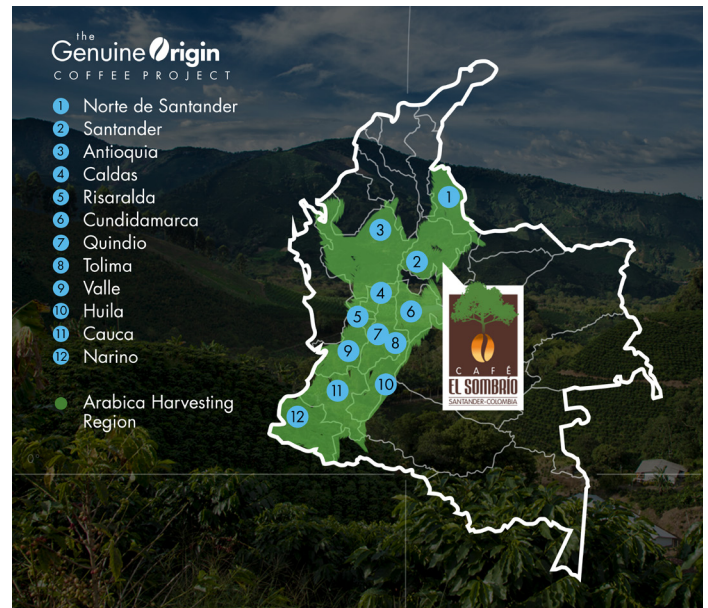 the
Genuine Origin
COFFEE PROJECT
1 Norte de Santander
2 Santander
3 Antioquia
4 Caldas
5 Risaralda
6 Cundidamarca
7 Quindio
8 Tolima
9 Valle
10 Huila
11 Cauca
12 Narino
Arabica Harvesting
Region
1
3
2
4
6
5
7
8
9
10
11
12
CAFÉ
EL SOMBRÍO
SANTANDER-COLOMBIA